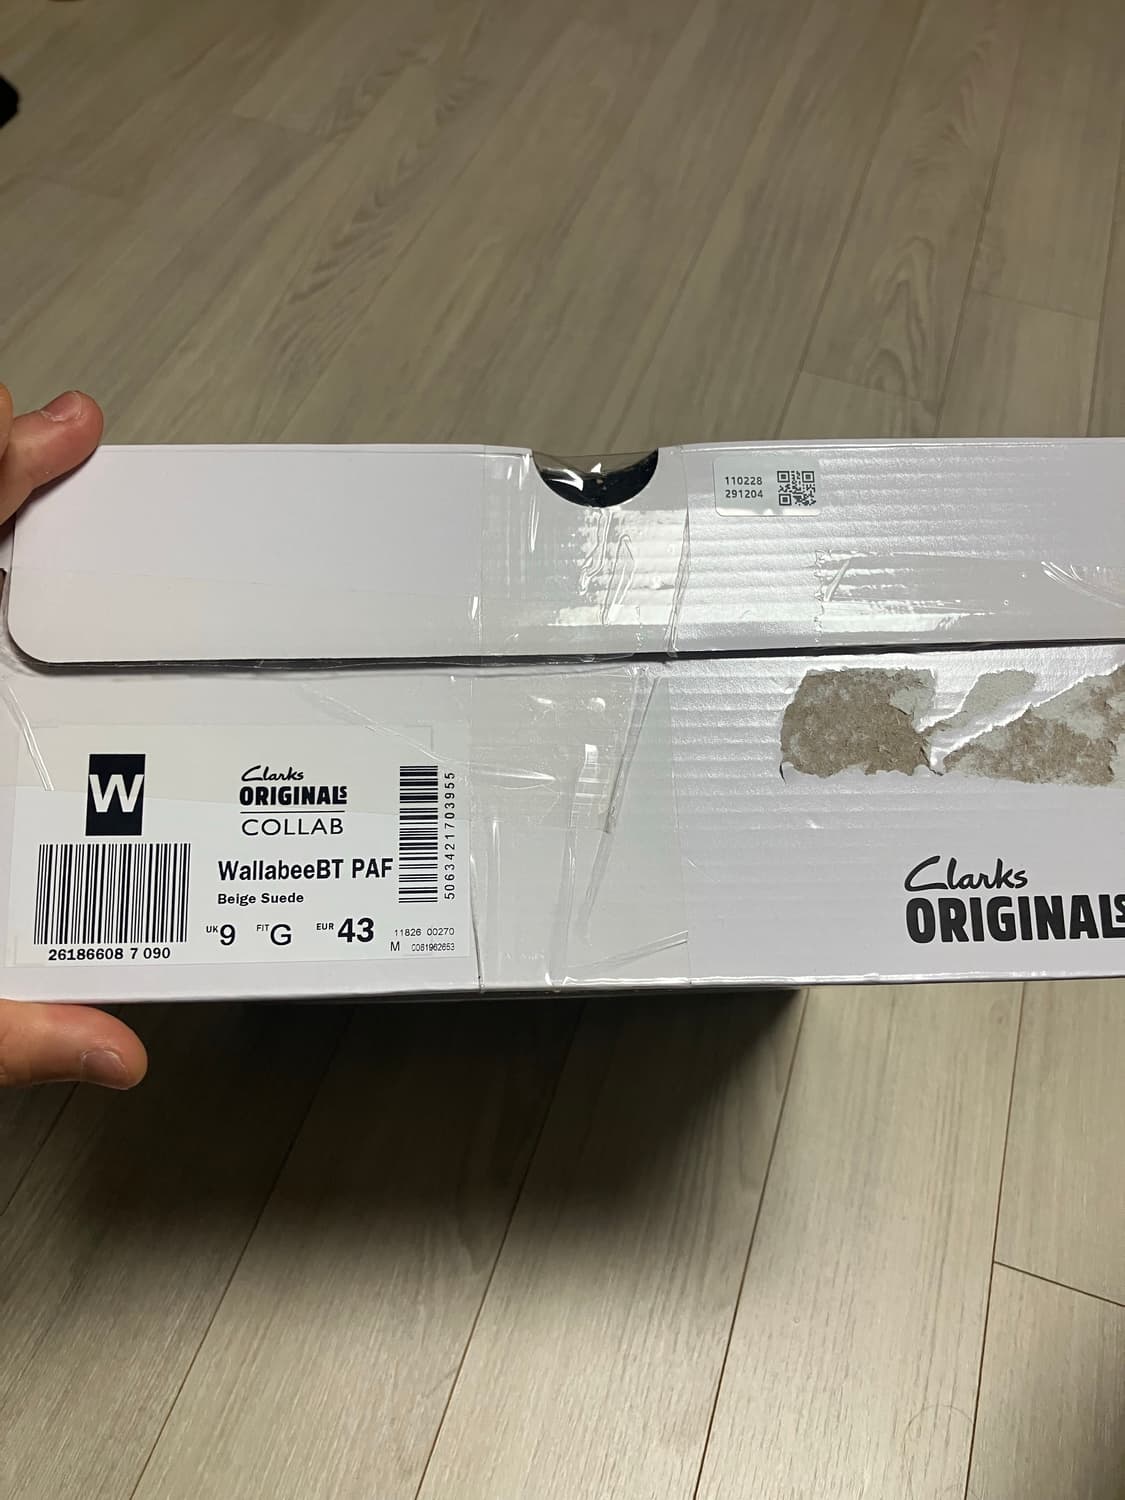 110228
291204
W
Clarks
ORIGINALS
COLLAB
WallabeeBT PAF
Beige Suede
UK 9 FIT G EUR 43
11826 00270
M 0061962653
26186608 7 090
5063421703955
Clarks
ORIGINALS